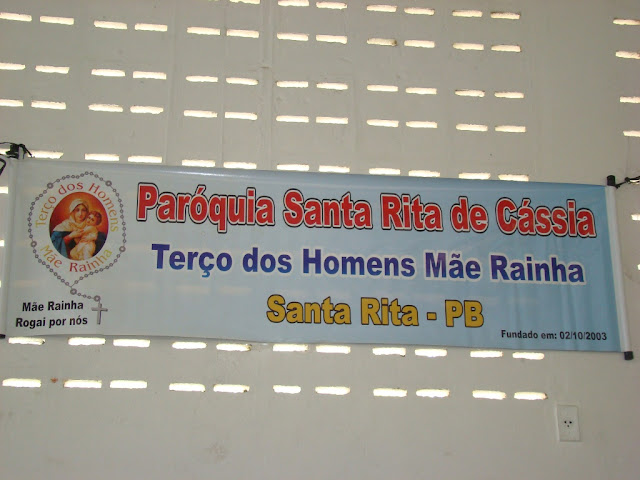 Terço dos Homens
Mãe Rainha
Mãe Rainha
Rogai por nós
Paróquia Santa Rita de Cássia
Terço dos Homens Mãe Rainha
Santa Rita - PB
Fundado em: 02/10/2003